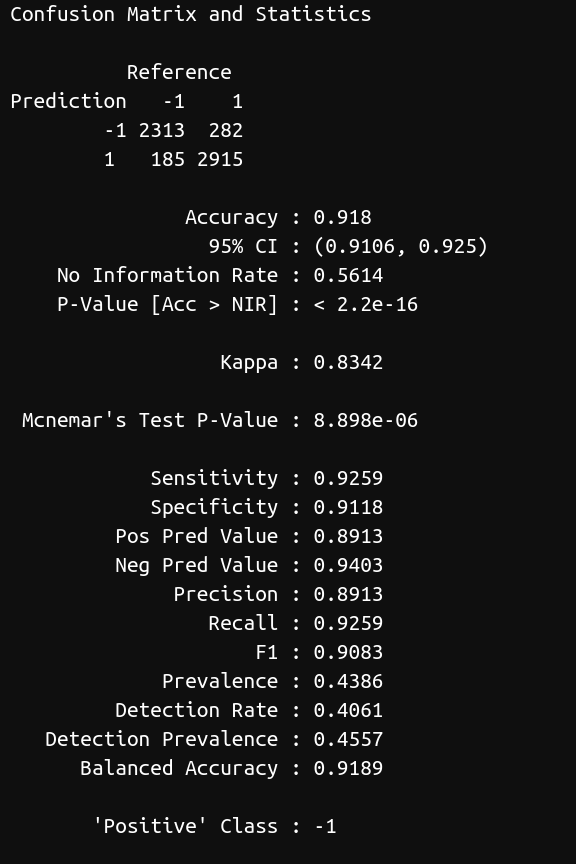 Confusion Matrix and Statistics
Reference
Prediction -1 1
-1 2313 282
1 185 2915
Accuracy : 0.918
95% CI : (0.9106, 0.925)
No Information Rate : 0.5614
P-Value [Acc > NIR] : < 2.2e-16
Kappa : 0.8342
Mcnemar's Test P-Value : 8.898e-06
Sensitivity : 0.9259
Specificity : 0.9118
Pos Pred Value : 0.8913
Neg Pred Value : 0.9403
Precision : 0.8913
Recall : 0.9259
F1 : 0.9083
Prevalence : 0.4386
Detection Rate : 0.4061
Detection Prevalence : 0.4557
Balanced Accuracy : 0.9189
'Positive' Class : -1